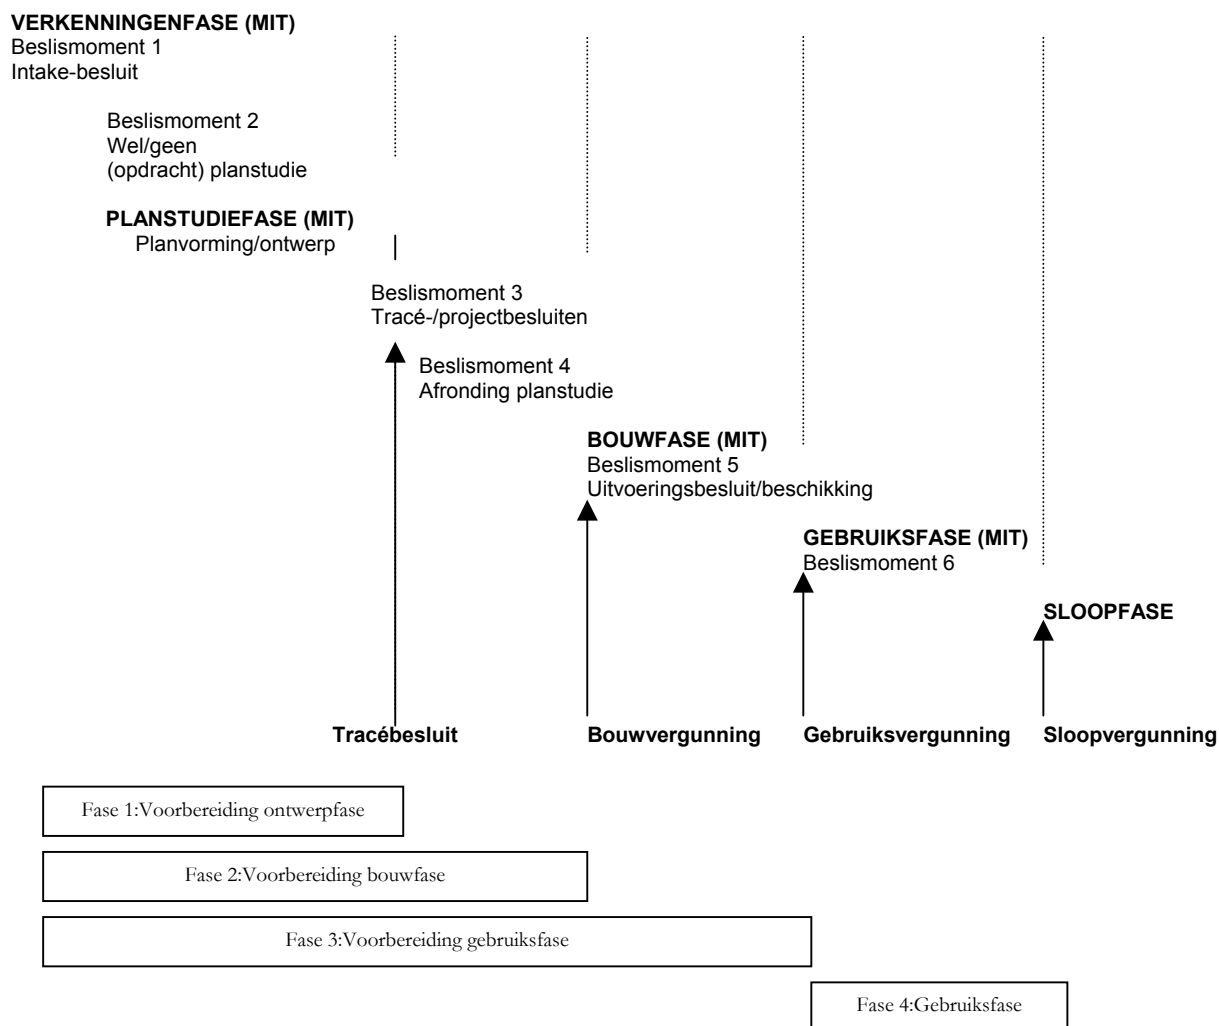 VERKENNINGENFASE (MIT)
Beslismoment 1
Intake-besluit
Beslismoment 2
Wel/geen
(opdracht) planstudie
PLANSTUDIEFASE (MIT)
Planvorming/ontwerp
Beslismoment 3
Tracé-/projectbesluiten
Beslismoment 4
Afronding planstudie
BOUWFASE (MIT)
Beslismoment 5
Uitvoeringsbesluit/beschikking
GEBRUIKSFASE (MIT)
Beslismoment 6
SLOOPFASE
Tracébesluit
Bouwvergunning
Gebruiksvergunning
Sloopvergunning
Fase 1:Voorbereiding ontwerpfase
Fase 2:Voorbereiding bouwfase
Fase 3:Voorbereiding gebruiksfase
Fase 4:Gebruiksfase